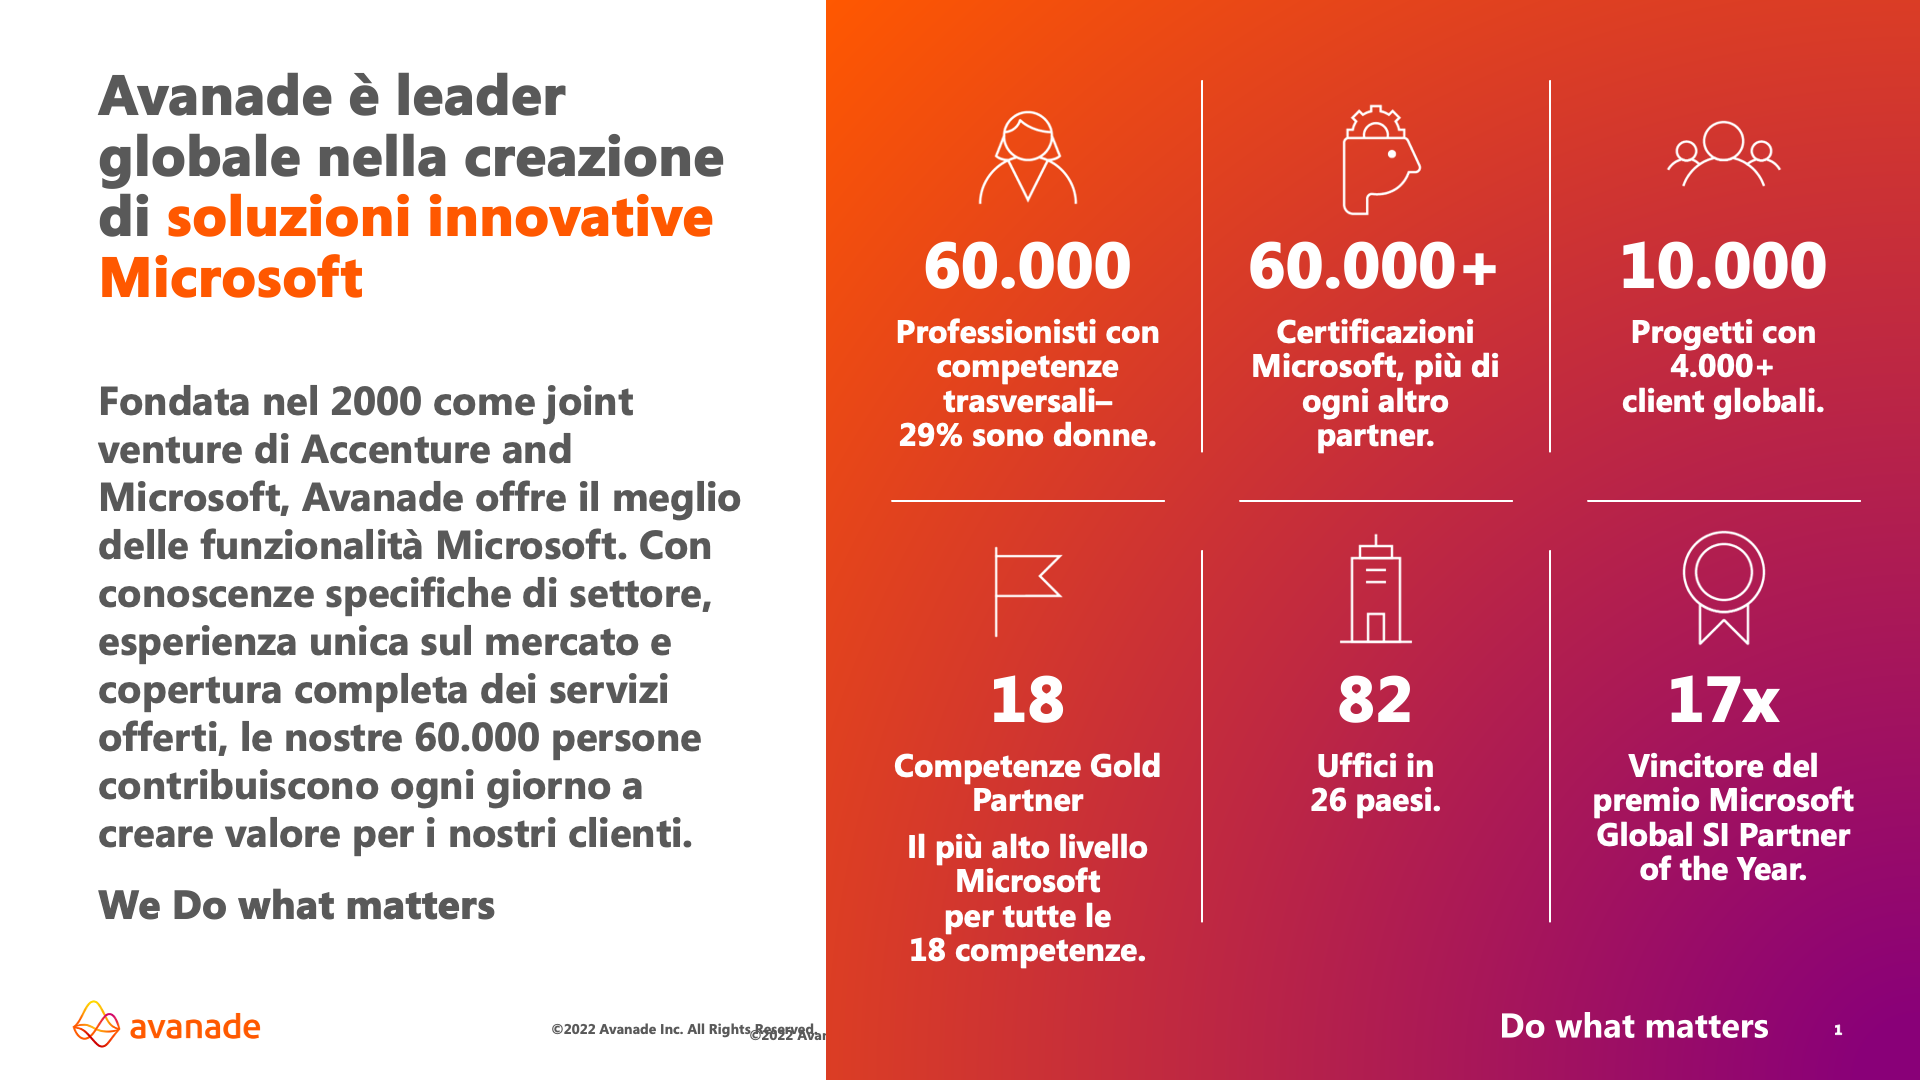 Avanade è leader
globale nella creazione
di soluzioni innovative
Microsoft
Fondata nel 2000 come joint
venture di Accenture and
Microsoft, Avanade offre il meglio
delle funzionalità Microsoft. Con
conoscenze specifiche di settore,
esperienza unica sul mercato e
copertura completa dei servizi
offerti, le nostre 60.000 persone
contribuiscono ogni giorno a
creare valore per i nostri clienti.
We Do what matters
60.000
Professionisti con
competenze
trasversali–
29% sono donne.
60.000+
Certificazioni
Microsoft, più di
ogni altro
partner.
10.000
Progetti con
4.000+
client globali.
18
Competenze Gold
Partner
Il più alto livello
Microsoft
per tutte le
18 competenze.
82
Uffici in
26 paesi.
17x
Vincitore del
premio Microsoft
Global SI Partner
of the Year.
avanade
©2022 Avanade Inc. All Rights Reserved.
©2022 Avan
Do what matters
1